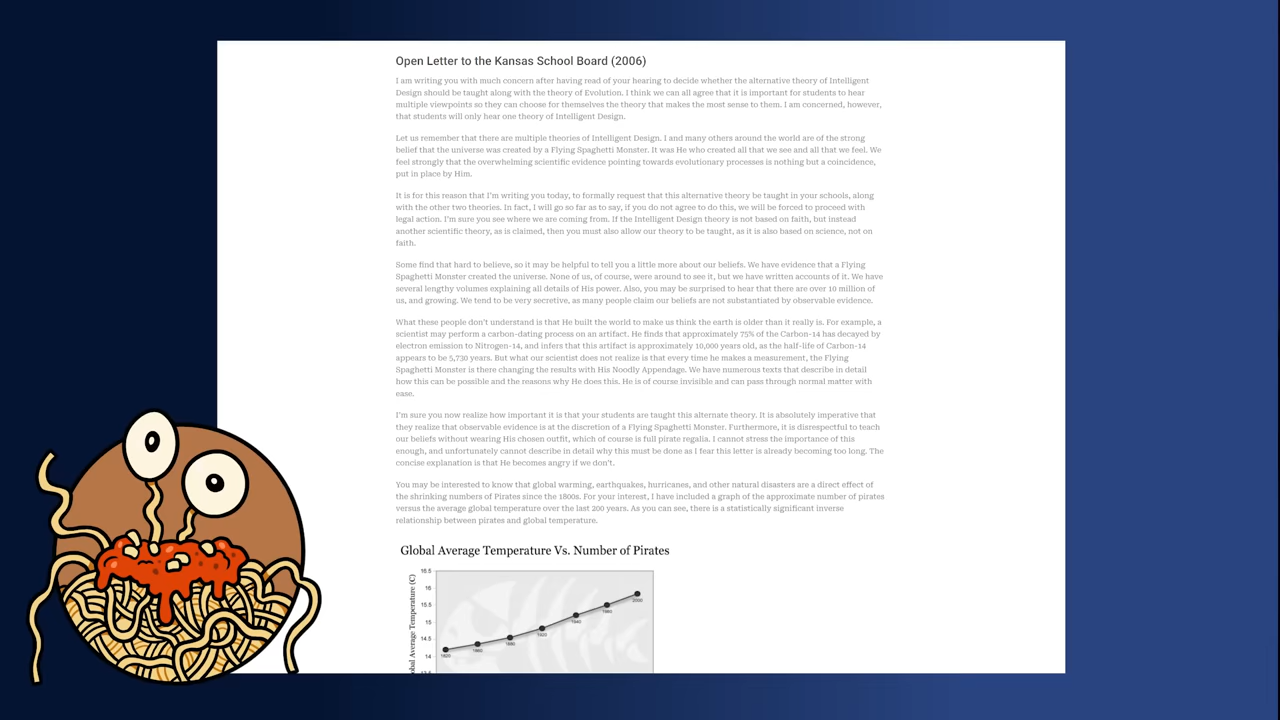 Open Letter to the Kansas School Board (2006)
I am writing you with much concern after having read of your hearing to decide whether the alternative theory of Intelligent
Design should be taught along with the theory of Evolution. I think we can all agree that it is important for students to hear
multiple viewpoints so they can choose for themselves the theory that makes the most sense to them. I am concerned, however,
that students will only hear one theory of Intelligent Design.
Let us remember that there are multiple theories of Intelligent Design. I and many others around the world are of the strong
belief that the universe was created by a Flying Spaghetti Monster. It was He who created all that we see and all that we feel. We
feel strongly that the overwhelming scientific evidence pointing towards evolutionary processes is nothing but a coincidence,
put in place by Him.
It is for this reason that I'm writing you today, to formally request that this alternative theory be taught in your schools, along
with the other two theories. In fact, I will go so far as to say, if you do not agree to do this, we will be forced to proceed with
legal action. I'm sure you see where we are coming from. If the Intelligent Design theory is not based on faith, but instead
another scientific theory, as is claimed, then you must also allow our theory to be taught, as it is also based on science, not on
faith.
Some find that hard to believe, so it may be helpful to tell you a little more about our beliefs. We have evidence that a Flying
Spaghetti Monster created the universe. None of us, of course, were around to see it, but we have written accounts of it. We have
several lengthy volumes explaining all details of His power. Also, you may be surprised to hear that there are over 10 million of
us, and growing. We tend to be very secretive, as many people claim our beliefs are not substantiated by observable evidence.
What these people don't understand is that He built the world to make us think the earth is older than it really is. For example, a
scientist may perform a carbon-dating process on an artifact. He finds that approximately 75% of the Carbon-14 has decayed by
electron emission to Nitrogen-14, and infers that this artifact is approximately 10,000 years old, as the half-life of Carbon-14
appears to be 5,730 years. But what our scientist does not realize is that every time he makes a measurement, the Flying
Spaghetti Monster is there changing the results with His Noodly Appendage. We have numerous texts that describe in detail
how this can be possible and the reasons why He does this. He is of course invisible and can pass through normal matter with
ease.
I'm sure you now realize how important it is that your students are taught this alternate theory. It is absolutely imperative that
they realize that observable evidence is at the discretion of a Flying Spaghetti Monster. Furthermore, it is disrespectful to teach
our beliefs without wearing His chosen outfit, which of course is full pirate regalia. I cannot stress the importance of this
enough, and unfortunately cannot describe in detail why this must be done as I fear this letter is already becoming too long. The
concise explanation is that He becomes angry if we don't.
You may be interested to know that global warming, earthquakes, hurricanes, and other natural disasters are a direct effect of
the shrinking numbers of Pirates since the 1800s. For your interest, I have included a graph of the approximate number of pirates
versus the average global temperature over the last 200 years. As you can see, there is a statistically significant inverse
relationship between pirates and global temperature.
Global Average Temperature Vs. Number of Pirates
16.5
16
15.5
15
14.5
14
Average Temperature (C)
1820
1860
1880
1920
1940
1980
2000